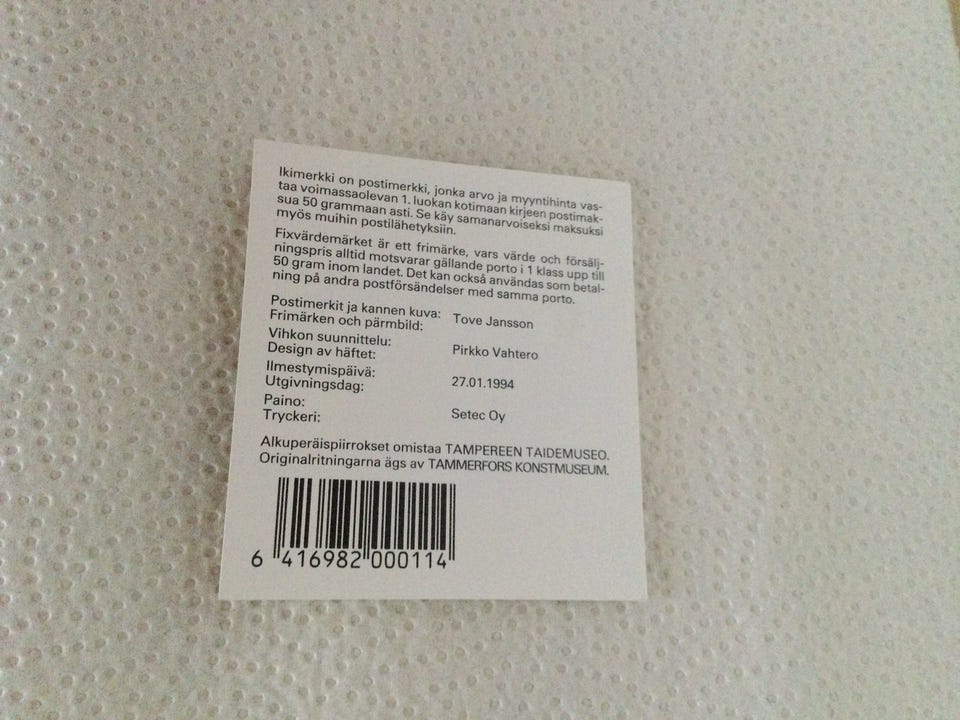 Ikimerkki on postimerkki, jonka arvo ja myyntihinta vas-
taa voimassaolevan 1. luokan kotimaan kirjeen postimak-
sua 50 grammaan asti. Se käy samanarvoiseksi maksuksi
myös muihin postilähetyksiin.
Fixvärdemärket är ett frimärke, vars värde och försälj-
ningspris alltid motsvarar gällande porto i 1 klass upp till
50 gram inom landet. Det kan också användas som betal-
ning på andra postförsändelser med samma porto.
Postimerkit ja kannen kuva:
Frimärken och pärmbild: Tove Jansson
Vihkon suunnittelu:
Design av häftet: Pirkko Vahtero
Ilmestymispäivä:
Utgivningsdag: 27.01.1994
Paino:
Tryckeri: Setec Oy
Alkuperäispiirrokset omistaa TAMPEREEN TAIDEMUSEO.
Originalritningarna ägs av TAMMERFORS KONSTMUSEUM.
6 416982 000114